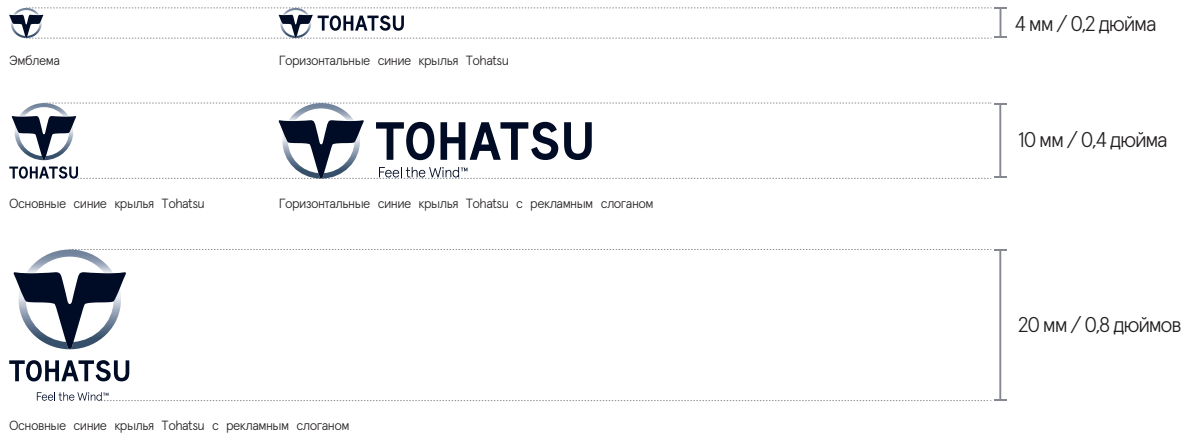 TOHATSU
4 мм / 0,2 дюйма
Эмблема
Горизонтальные синие крылья Tohatsu
TOHATSU
TOHATSU
Feel the Wind™
10 мм / 0,4 дюйма
Основные синие крылья Tohatsu
Горизонтальные синие крылья Tohatsu с рекламным слоганом
TOHATSU
Feel the Wind™
20 мм / 0,8 дюймов
Основные синие крылья Tohatsu с рекламным слоганом